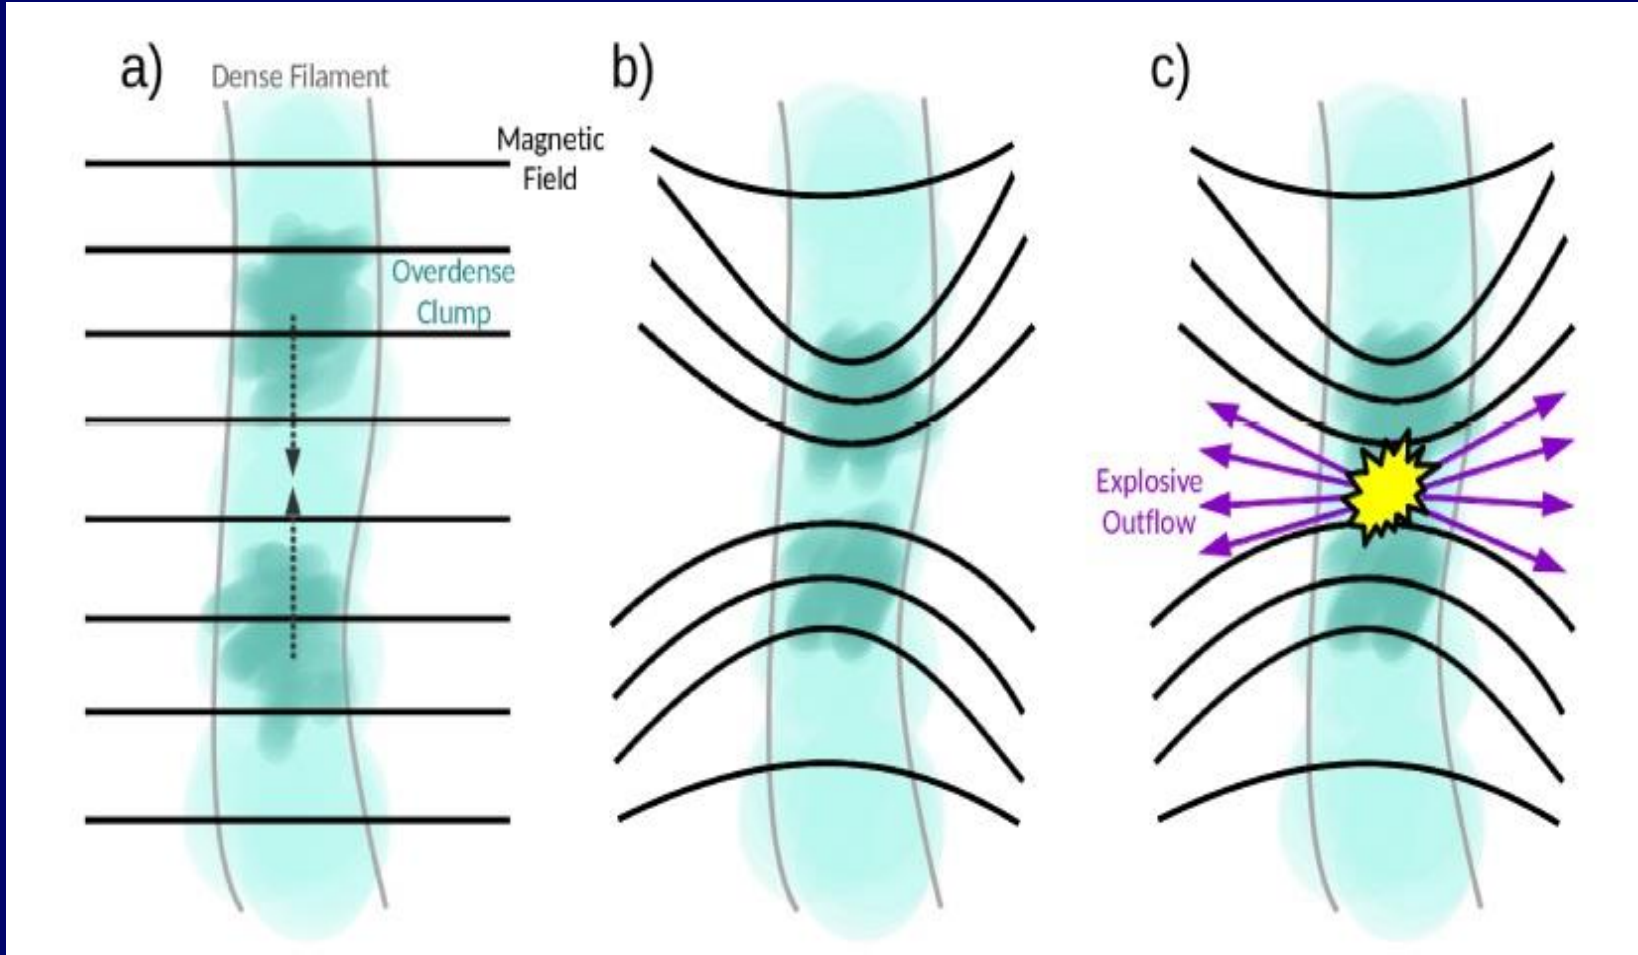 a)
Dense Filament
Magnetic
Field
Overdense
Clump
b)
c)
Explosive
Outflow